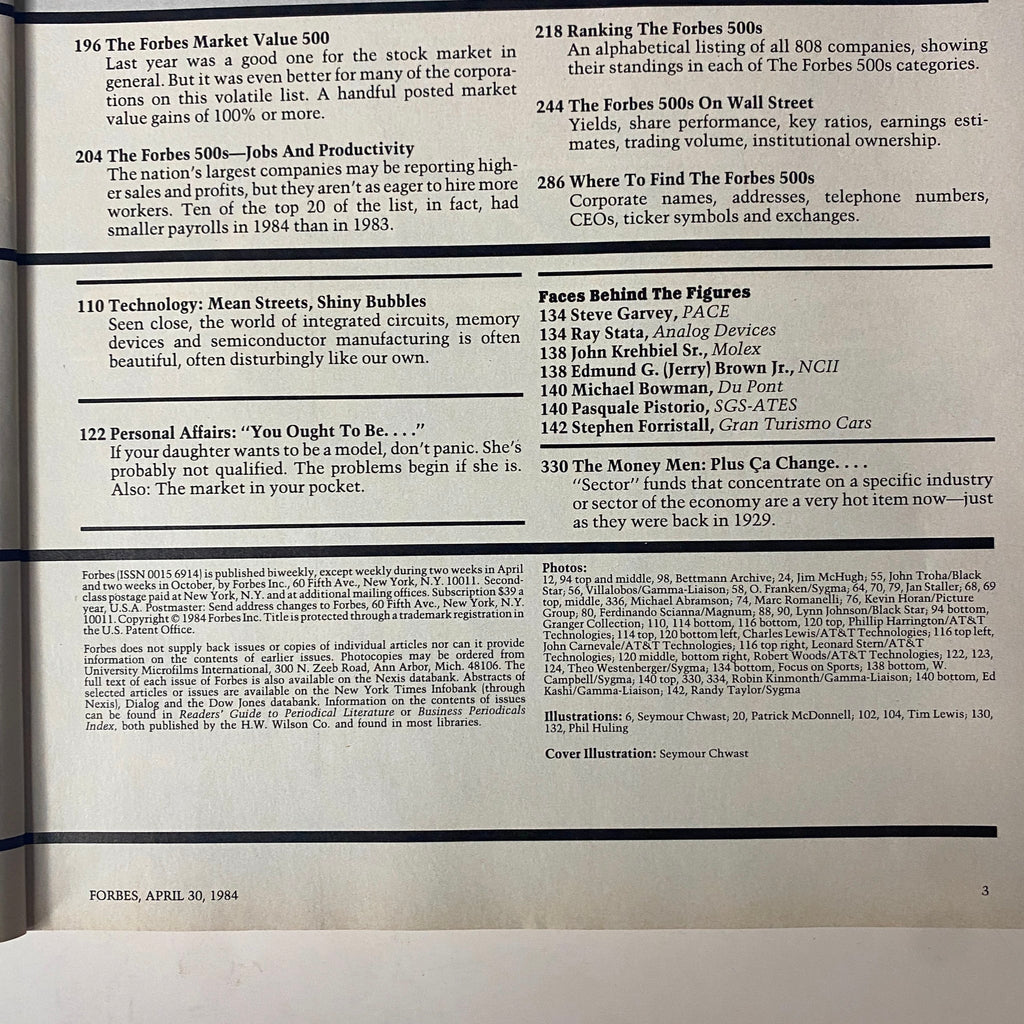 196 The Forbes Market Value 500
Last year was a good one for the stock market in
general. But it was even better for many of the corpora-
tions on this volatile list. A handful posted market
value gains of 100% or more.
204 The Forbes 500s—Jobs And Productivity
The nation's largest companies may be reporting high-
er sales and profits, but they aren't as eager to hire more
workers. Ten of the top 20 of the list, in fact, had
smaller payrolls in 1984 than in 1983.
218 Ranking The Forbes 500s
An alphabetical listing of all 808 companies, showing
their standings in each of The Forbes 500s categories.
244 The Forbes 500s On Wall Street
Yields, share performance, key ratios, earnings esti-
mates, trading volume, institutional ownership.
286 Where To Find The Forbes 500s
Corporate names, addresses, telephone numbers,
CEOs, ticker symbols and exchanges.
110 Technology: Mean Streets, Shiny Bubbles
Seen close, the world of integrated circuits, memory
devices and semiconductor manufacturing is often
beautiful, often disturbingly like our own.
122 Personal Affairs: "You Ought To Be. . . ."
If your daughter wants to be a model, don't panic. She's
probably not qualified. The problems begin if she is.
Also: The market in your pocket.
Faces Behind The Figures
134 Steve Garvey, PACE
134 Ray Stata, Analog Devices
138 John Krehbiel Sr., Molex
138 Edmund G. (Jerry) Brown Jr., NCII
140 Michael Bowman, Du Pont
140 Pasquale Pistorio, SGS-ATES
142 Stephen Forristall, Gran Turismo Cars
330 The Money Men: Plus Ça Change. . . .
"Sector" funds that concentrate on a specific industry
or sector of the economy are a very hot item now—just
as they were back in 1929.
Forbes (ISSN 0015 6914) is published biweekly, except weekly during two weeks in April
and two weeks in October, by Forbes Inc., 60 Fifth Ave., New York, N.Y. 10011. Second-
class postage paid at New York, N.Y. and at additional mailing offices. Subscription $39 a
year, U.S.A. Postmaster: Send address changes to Forbes, 60 Fifth Ave., New York, N.Y.
10011. Copyright © 1984 Forbes Inc. Title is protected through a trademark registration in
the U.S. Patent Office.
Forbes does not supply back issues or copies of individual articles nor can it provide
information on the contents of earlier issues. Photocopies may be ordered from
University Microfilms International, 300 N. Zeeb Road, Ann Arbor, Mich. 48106. The
full text of each issue of Forbes is also available on the Nexis databank. Abstracts of
selected articles or issues are available on the New York Times Infobank (through
Nexis), Dialog and the Dow Jones databank. Information on the contents of issues
can be found in Readers' Guide to Periodical Literature or Business Periodicals
Index, both published by the H.W. Wilson Co. and found in most libraries.
Photos:
12, 94 top and middle, 98, Bettmann Archive; 24, Jim McHugh; 55, John Troha/Black
Star; 56, Villalobos/Gamma-Liaison; 58, O. Franken/Sygma; 64, 70, 79, Jan Staller; 68, 69
top, middle, 336, Michael Abramson; 74, Marc Romanelli; 76, Kevin Horan/Picture
Group; 80, Ferdinando Scianna/Magnum; 88, 90, Lynn Johnson/Black Star; 94 bottom,
Granger Collection; 110, 114 bottom, 116 bottom, 120 top, Phillip Harrington/AT&T
Technologies; 114 top, 120 bottom left, Charles Lewis/AT&T Technologies; 116 top left,
John Carnevale/AT&T Technologies; 116 top right, Leonard Stern/AT&T
Technologies; 120 middle, bottom right, Robert Woods/AT&T Technologies; 122, 123,
124, Theo Westenberger/Sygma; 134 bottom, Focus on Sports; 138 bottom, W.
Campbell/Sygma; 140 top, 330, 334, Robin Kinmonth/Gamma-Liaison; 140 bottom, Ed
Kashi/Gamma-Liaison; 142, Randy Taylor/Sygma
Illustrations: 6, Seymour Chwast; 20, Patrick McDonnell; 102, 104, Tim Lewis; 130,
132, Phil Huling
Cover Illustration: Seymour Chwast
FORBES, APRIL 30, 1984
3